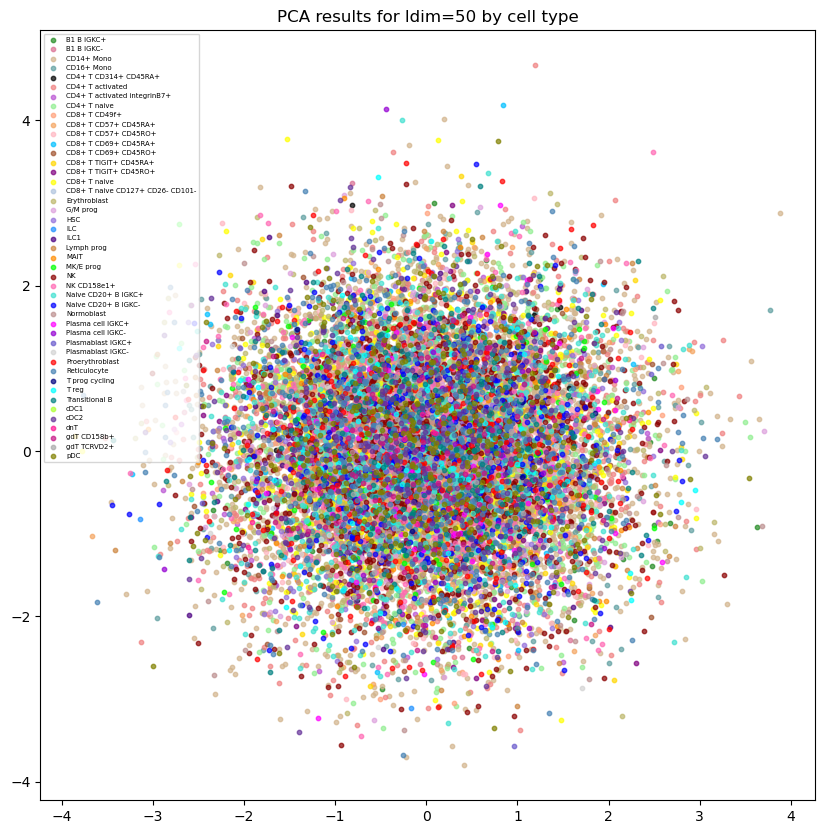 PCA results for ldim=50 by cell type
B1 B IGKC+
B1 B IGKC-
CD14+ Mono
CD16+ Mono
CD4+ T CD314+ CD45RA+
CD4+ T activated
CD4+ T activated integrinB7+
CD4+ T naive
CD8+ T CD49f+
CD8+ T CD57+ CD45RA+
CD8+ T CD57+ CD45RO+
CD8+ T CD69+ CD45RA+
CD8+ T CD69+ CD45RO+
CD8+ T TIGIT+ CD45RA+
CD8+ T TIGIT+ CD45RO+
CD8+ T naive
CD8+ T naive CD127+ CD26- CD101-
Erythroblast
G/M prog
HSC
ILC
ILC1
Lymph prog
MAIT
MK/E prog
NK
NK CD158e1+
Naive CD20+ B IGKC+
Naive CD20+ B IGKC-
Normoblast
Plasma cell IGKC+
Plasma cell IGKC-
Plasmablast IGKC+
Plasmablast IGKC-
Proerythroblast
Reticulocyte
T prog cycling
T reg
Transitional B
cDC1
cDC2
dnT
gdT CD158b+
gdT TCRVD2+
pDC
4
2
0
−2
−4
−4 −3 −2 −1 0 1 2 3 4